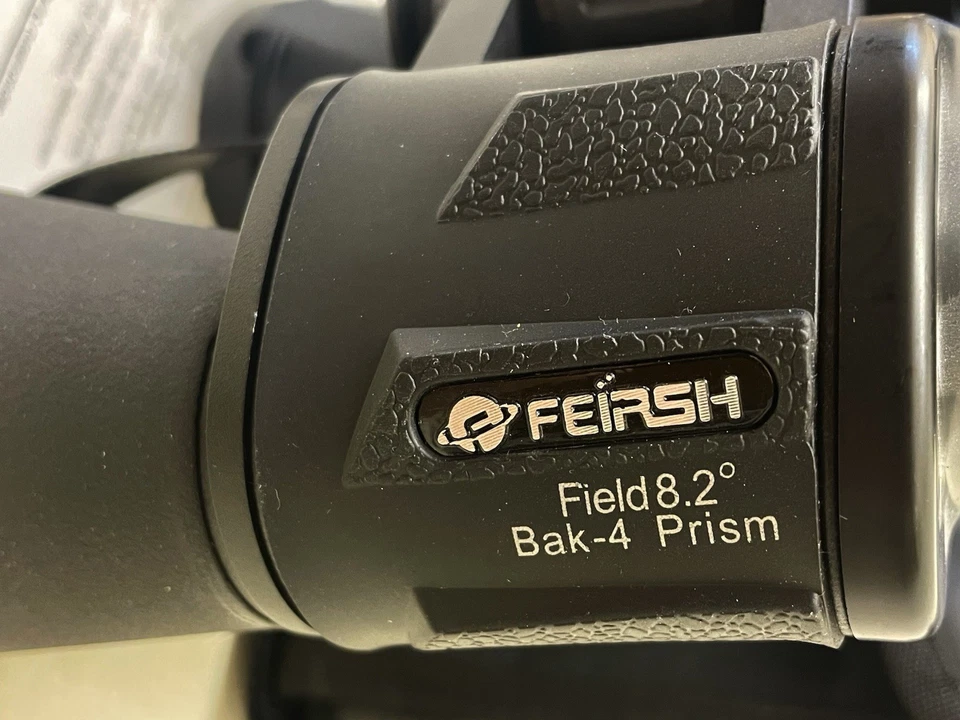 FEIRSH
Field 8.2°
Bak-4 Prism